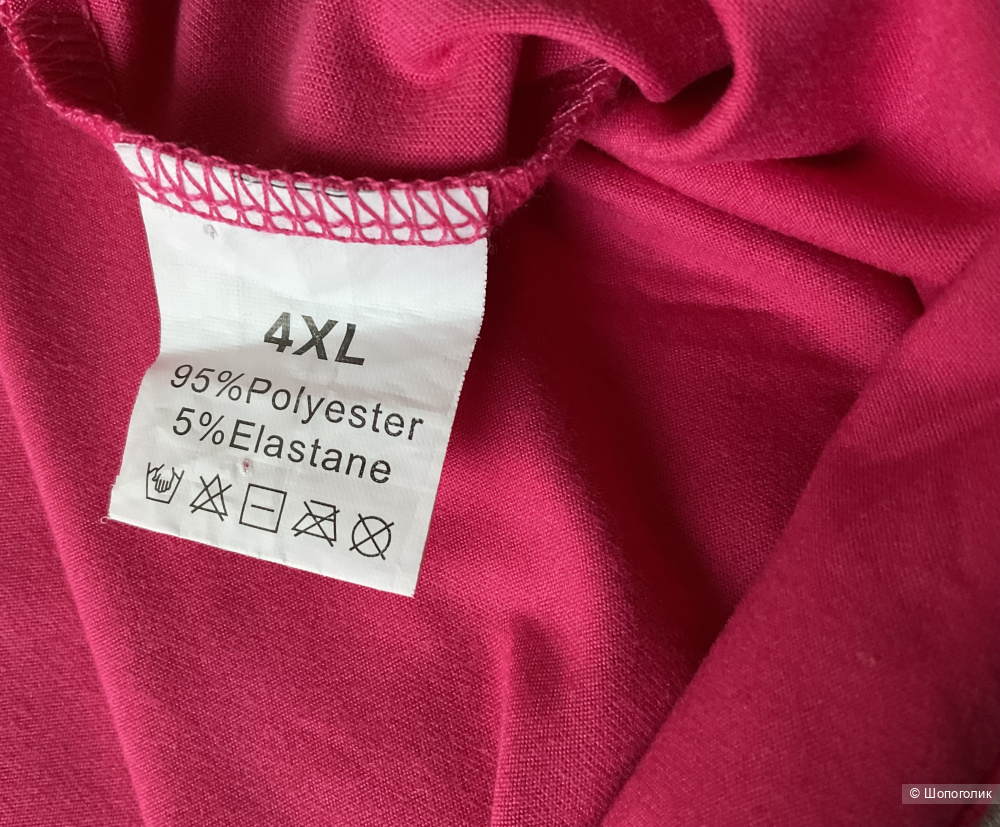 4XL
95%Polyester
5%Elastane
© Шопоголик